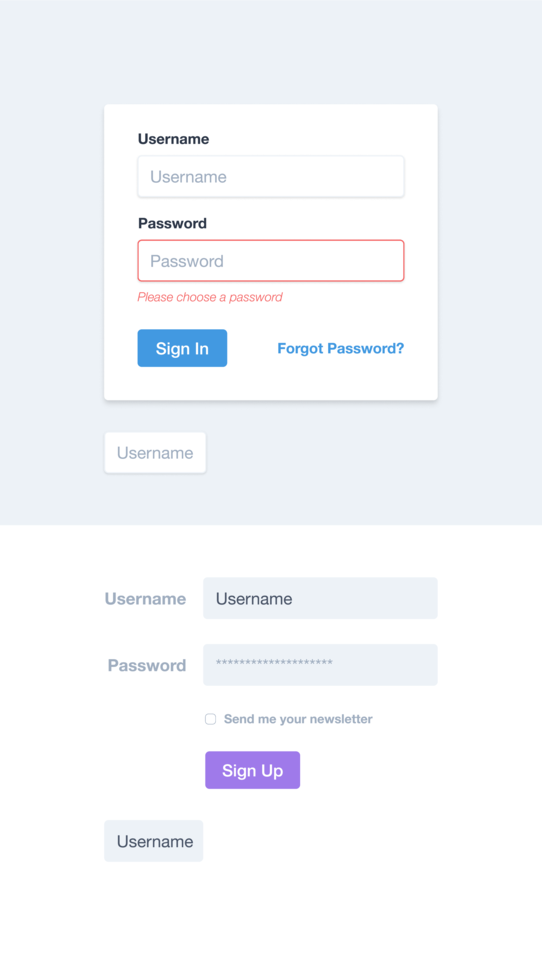 Username
Username
Password
Password
Please choose a password
Sign In
Forgot Password?
Username
Username
Username
Password
********************
Send me your newsletter
Sign Up
Username